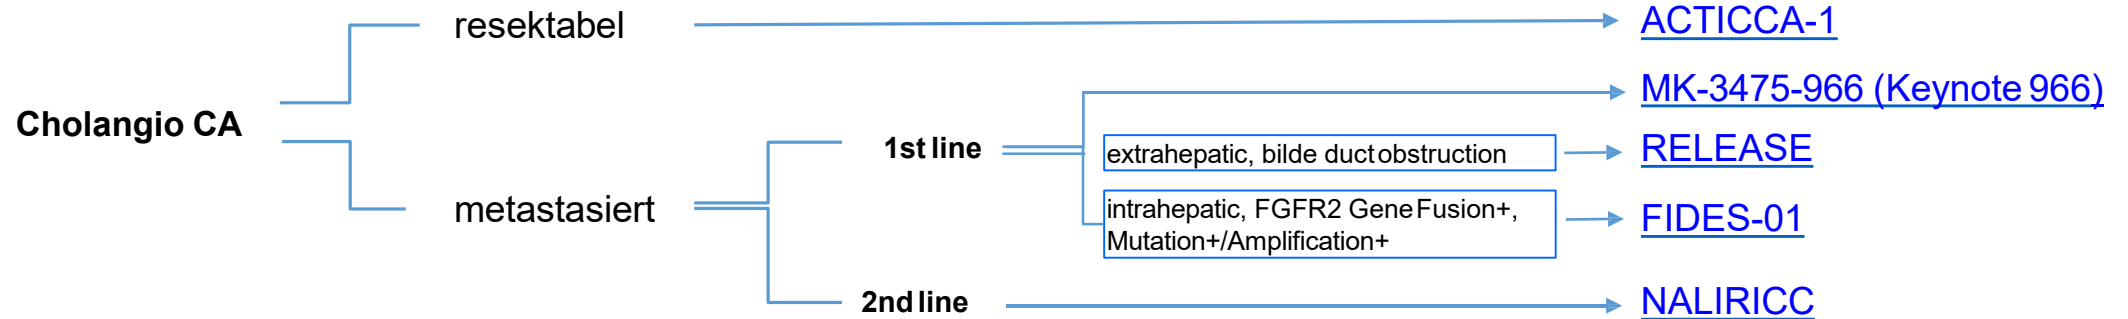 resektabel
ACTICCA-1
MK-3475-966 (Keynote 966)
Cholangio CA
1st line
extrahepatic, bilde duct obstruction
RELEASE
metastasiert
intrahepatic, FGFR2 Gene Fusion+,
Mutation+/Amplification+
FIDES-01
2nd line
NALIRICC